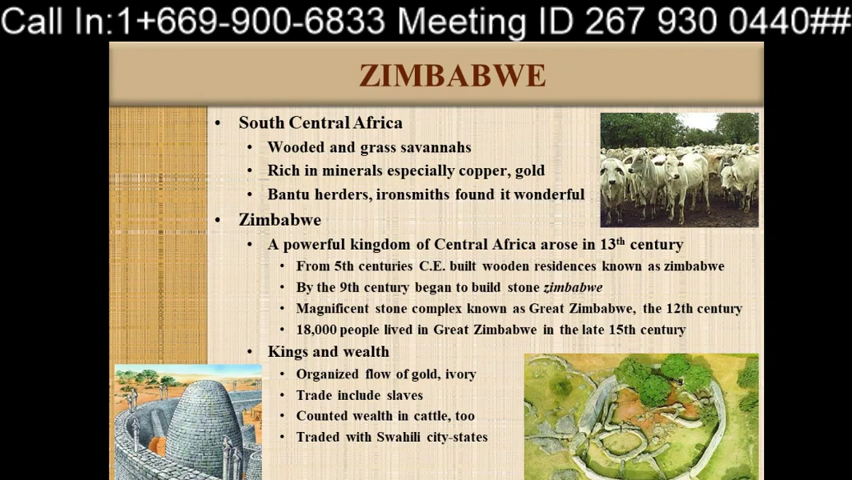 Call In:1+669-900-6833 Meeting ID 267 930 0440##
ZIMBABWE
• South Central Africa
• Wooded and grass savannahs
• Rich in minerals especially copper, gold
• Bantu herders, ironsmiths found it wonderful
• Zimbabwe
• A powerful kingdom of Central Africa arose in 13th century
• From 5th centuries C.E. built wooden residences known as zimbabwe
• By the 9th century began to build stone zimbabwe
• Magnificent stone complex known as Great Zimbabwe, the 12th century
• 18,000 people lived in Great Zimbabwe in the late 15th century
• Kings and wealth
• Organized flow of gold, ivory
• Trade include slaves
• Counted wealth in cattle, too
• Traded with Swahili city-states